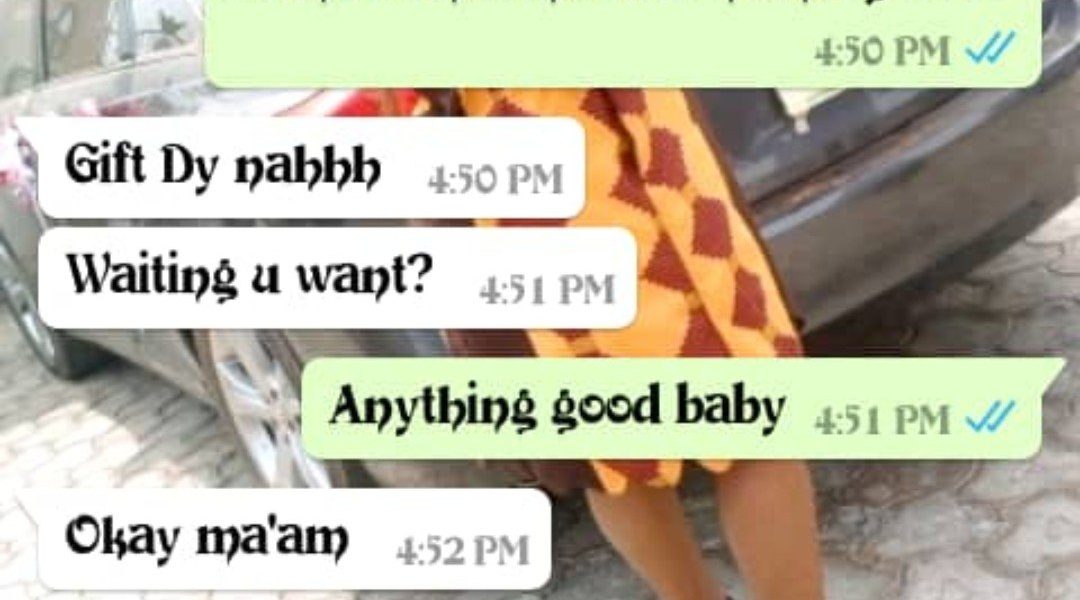 4:50 PM
Gift Dy nahhh 4:50 PM
Waiting u want? 4:51 PM
Anything good baby 4:51 PM
Okay ma'am 4:52 PM